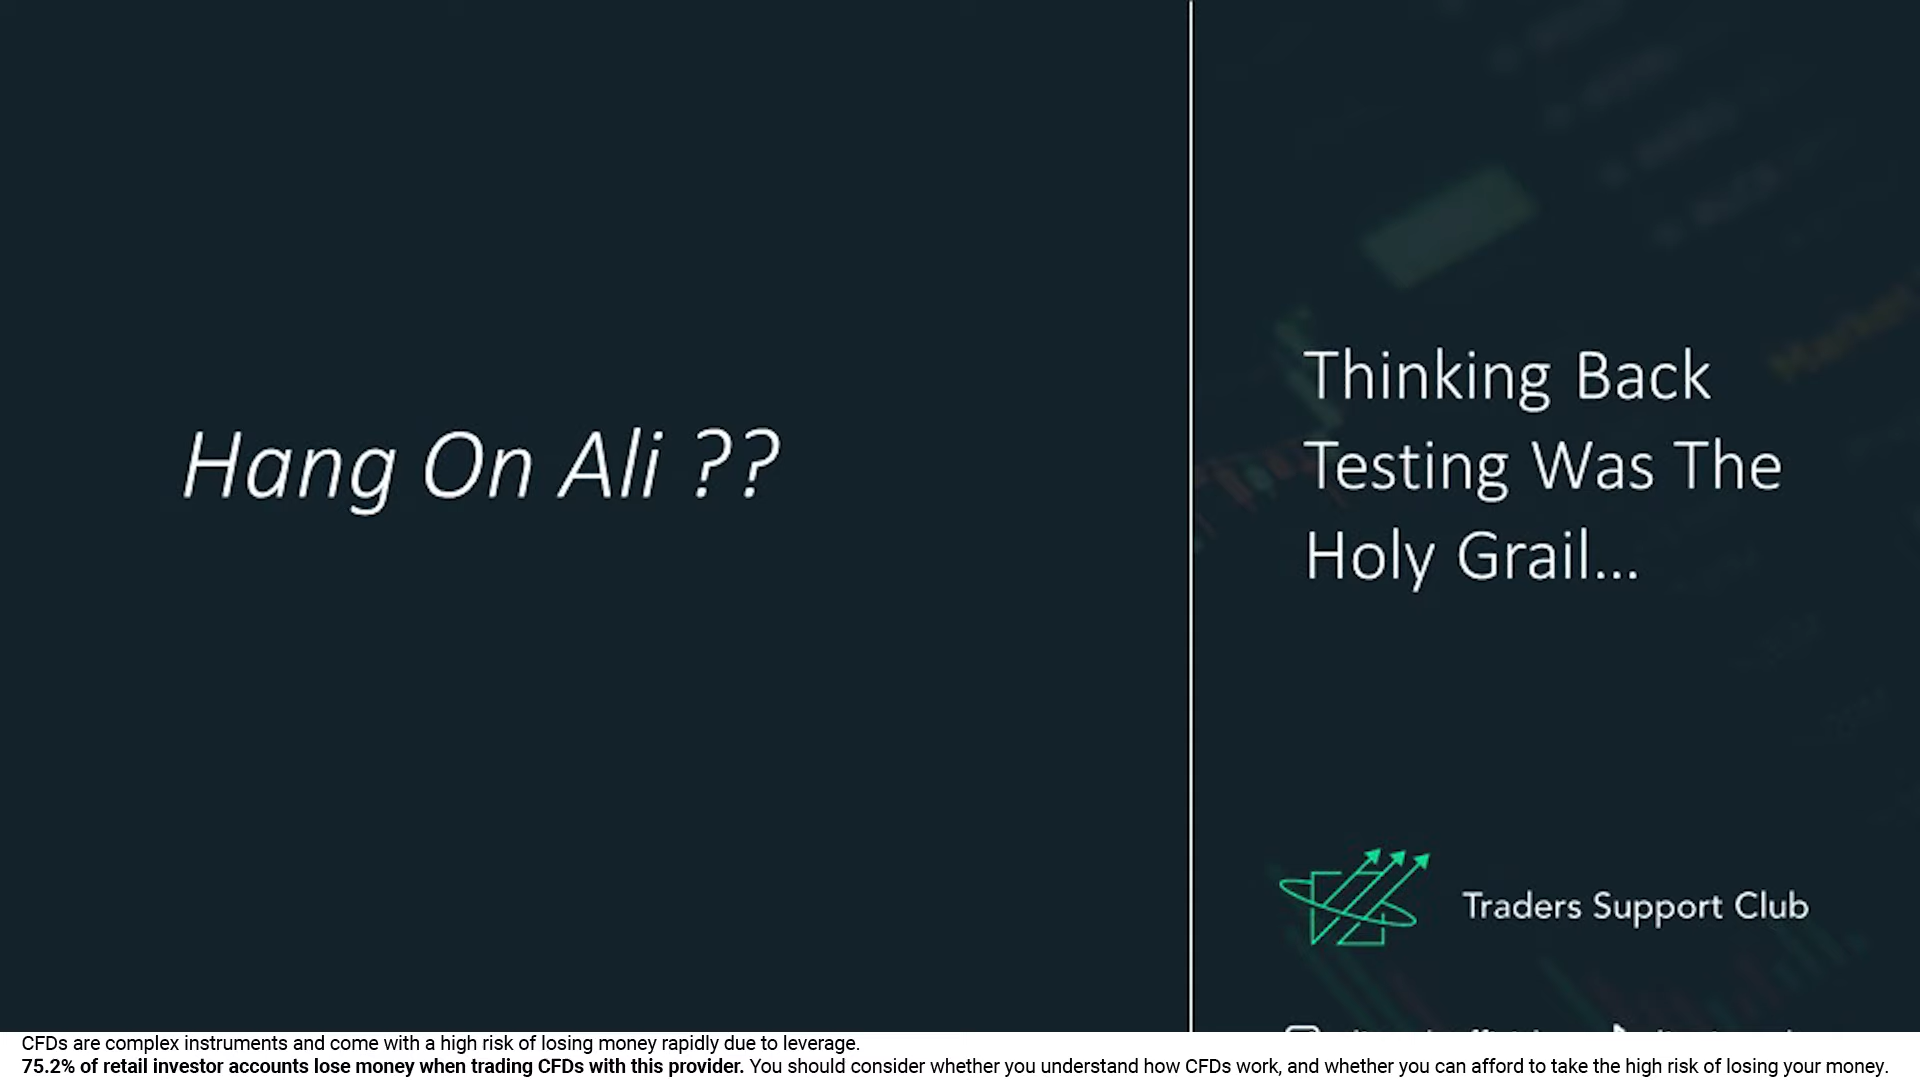 Hang On Ali ??
Thinking Back
Testing Was The
Holy Grail...
Traders Support Club
CFDs are complex instruments and come with a high risk of losing money rapidly due to leverage.
75.2% of retail investor accounts lose money when trading CFDs with this provider. You should consider whether you understand how CFDs work, and whether you can afford to take the high risk of losing your money.